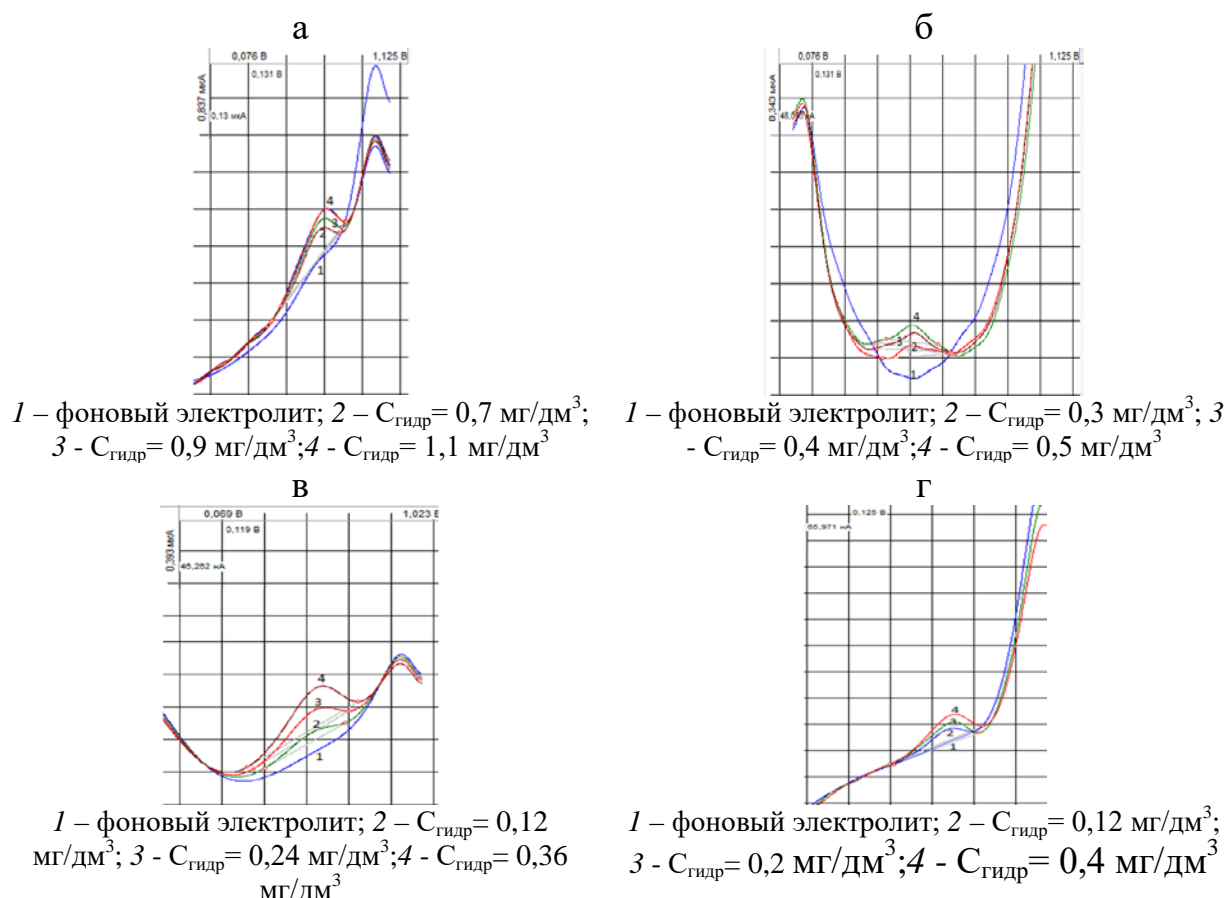 а
0,076 В
1,125 В
0,131 В
0,837 мкА
0,13 мкА
4
3
2
1
1 – фоновый электролит; 2 – Сгидр= 0,7 мг/дм³;
3 - Сгидр= 0,9 мг/дм³;4 - Сгидр= 1,1 мг/дм³
б
0,076 В
1,125 В
0,131 В
0,343 мкА
4
3
2
1
1 – фоновый электролит; 2 – Сгидр= 0,3 мг/дм³; 3
- Сгидр= 0,4 мг/дм³;4 - Сгидр= 0,5 мг/дм³
в
0,069 В
1,023 В
0,119 В
0,393 мкА
46,262 нА
4
3
2
1
1 – фоновый электролит; 2 – Сгидр= 0,12
мг/дм³; 3 - Сгидр= 0,24 мг/дм³;4 - Сгидр= 0,36
мг/дм³
г
0,125 В
65,971 нА
4
3
2
1
1 – фоновый электролит; 2 – Сгидр= 0,12 мг/дм³;
3 - Сгидр= 0,2 мг/дм³;4 - Сгидр= 0,4 мг/дм³